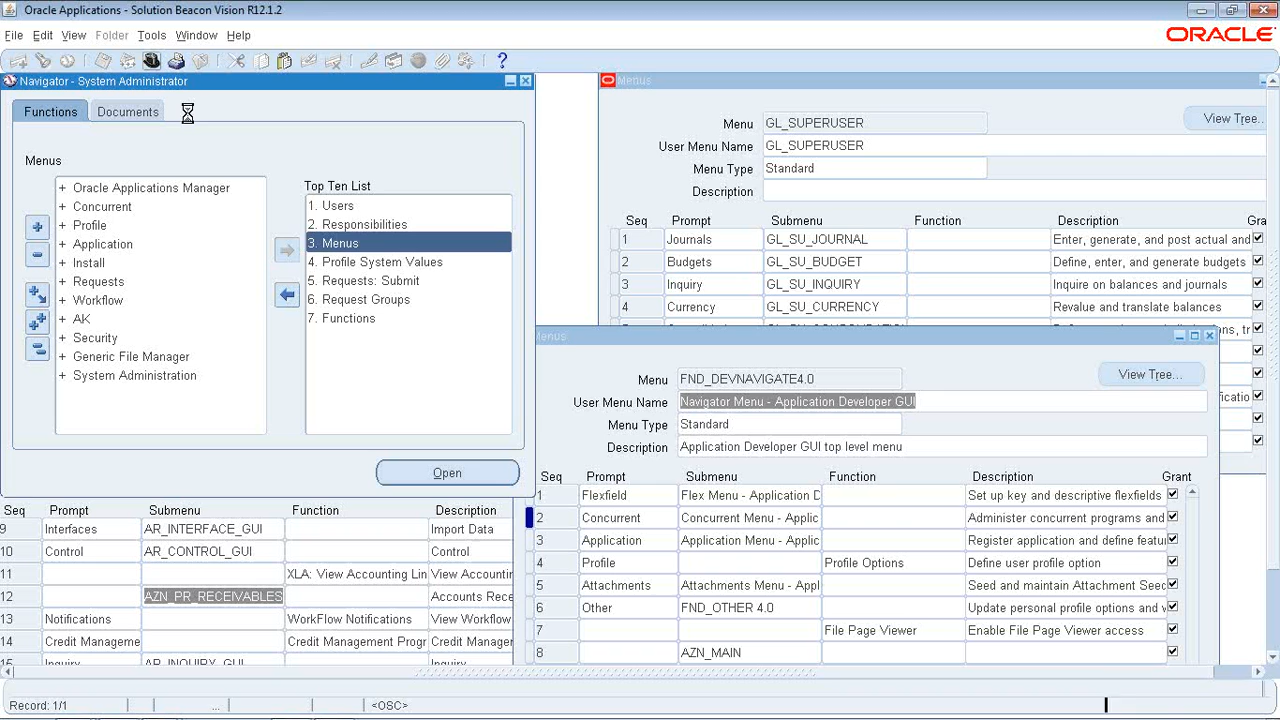 Oracle Applications - Solution Beacon Vision R12.1.2
File Edit View Folder Tools Window Help
ORACLE
Navigator - System Administrator
Functions Documents
Menus
+ Oracle Applications Manager
+ Concurrent
+ Profile
+ Application
+ Install
+ Requests
+ Workflow
+ AK
+ Security
+ Generic File Manager
+ System Administration
Top Ten List
1. Users
2. Responsibilities
3. Menus
4. Profile System Values
5. Requests: Submit
6. Request Groups
7. Functions
Open
Menus
Menu GL_SUPERUSER
View Tree..
User Menu Name GL_SUPERUSER
Menu Type Standard
Description
Seq Prompt Submenu Function Description Gra
1 Journals GL_SU_JOURNAL Enter, generate, and post actual and
2 Budgets GL_SU_BUDGET Define, enter, and generate budgets
3 Inquiry GL_SU_INQUIRY Inquire on balances and journals
4 Currency GL_SU_CURRENCY Revalue and translate balances
Menu FND_DEVNAVIGATE4.0
View Tree...
User Menu Name Navigator Menu - Application Developer GUI
Menu Type Standard
Description Application Developer GUI top level menu
Seq Prompt Submenu Function Description Grant
1 Flexfield Flex Menu - Application D Set up key and descriptive flexfields
2 Concurrent Concurrent Menu - Applic Administer concurrent programs and
3 Application Application Menu - Applic Register application and define featu
4 Profile Profile Options Define user profile option
5 Attachments Attachments Menu - Appl Seed and maintain Attachment Seed
6 Other FND_OTHER 4.0 Update personal profile options and
7 File Page Viewer Enable File Page Viewer access
8 AZN_MAIN
Seq Prompt Submenu Function Description
9 Interfaces AR_INTERFACE_GUI Import Data
10 Control AR_CONTROL_GUI Control
11 XLA: View Accounting Lin View Accounting
12 AZN_PR_RECEIVABLES Accounts Rece
13 Notifications WorkFlow Notifications View Workflow
14 Credit Manageme Credit Management Progr Credit Manage
15 Inquiry AR_INQUIRY_GUI Inquiry
Record: 1/1 ... <OSC>